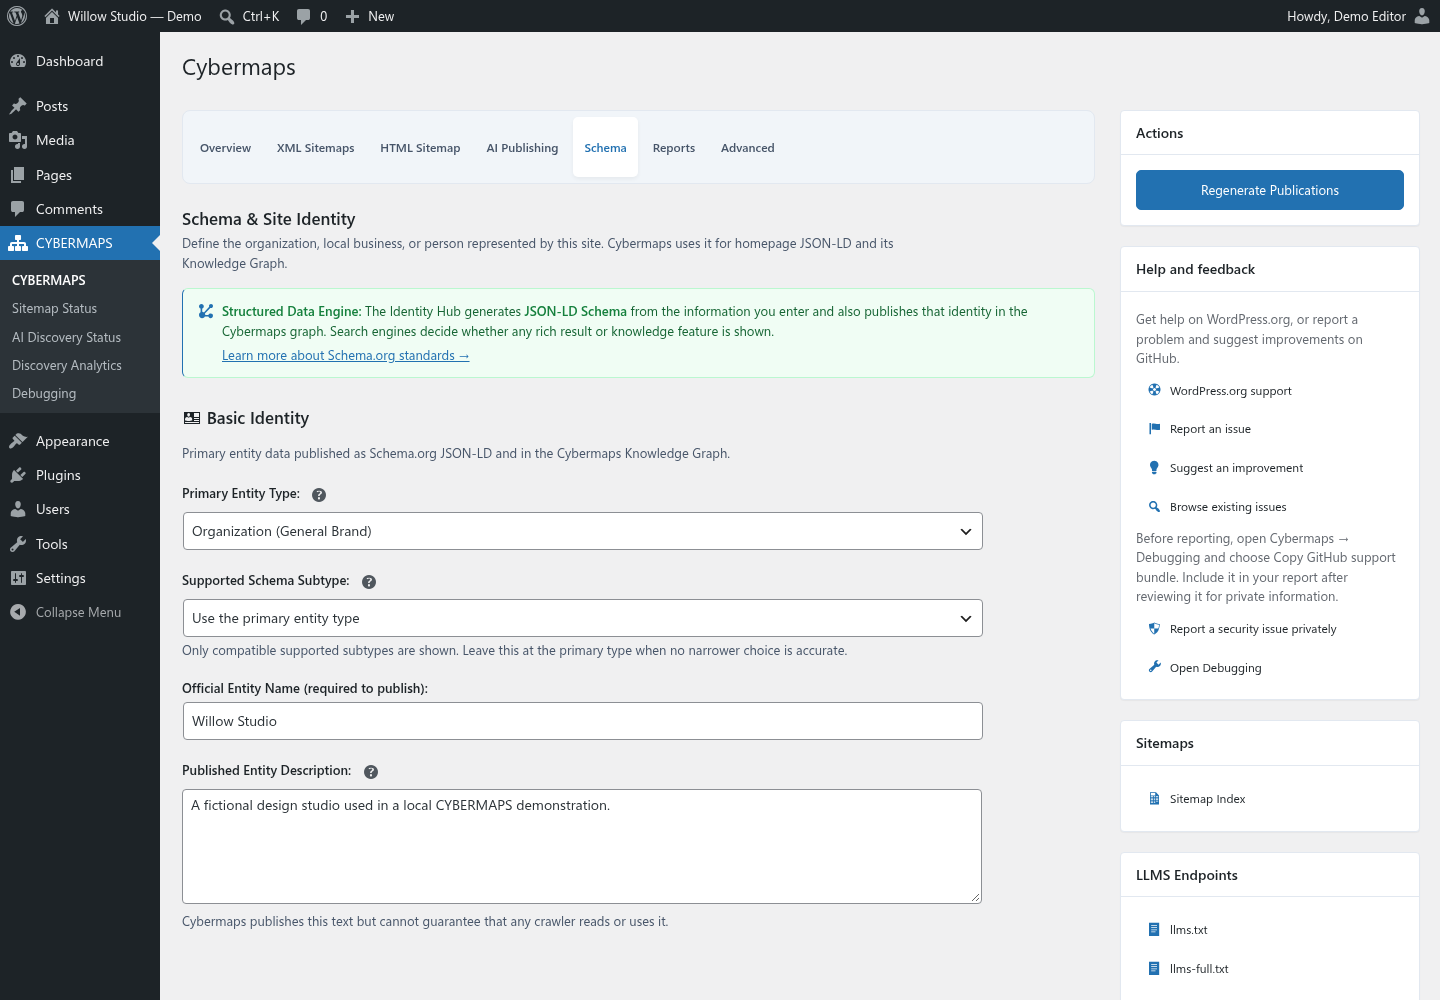 Willow Studio — Demo
Ctrl+K
0
New
Howdy, Demo Editor
Dashboard
Posts
Media
Pages
Comments
CYBERMAPS
CYBERMAPS
Sitemap Status
AI Discovery Status
Discovery Analytics
Debugging
Appearance
Plugins
Users
Tools
Settings
Collapse Menu
Cybermaps
Overview
XML Sitemaps
HTML Sitemap
AI Publishing
Schema
Reports
Advanced
Schema & Site Identity
Define the organization, local business, or person represented by this site. Cybermaps uses it for homepage JSON-LD and its
Knowledge Graph.
Structured Data Engine: The Identity Hub generates JSON-LD Schema from the information you enter and also publishes that identity in the
Cybermaps graph. Search engines decide whether any rich result or knowledge feature is shown.
Learn more about Schema.org standards →
Basic Identity
Primary entity data published as Schema.org JSON-LD and in the Cybermaps Knowledge Graph.
Primary Entity Type: ?
Organization (General Brand)
Supported Schema Subtype: ?
Use the primary entity type
Only compatible supported subtypes are shown. Leave this at the primary type when no narrower choice is accurate.
Official Entity Name (required to publish):
Willow Studio
Published Entity Description: ?
A fictional design studio used in a local CYBERMAPS demonstration.
Cybermaps publishes this text but cannot guarantee that any crawler reads or uses it.
Actions
Regenerate Publications
Help and feedback
Get help on WordPress.org, or report a
problem and suggest improvements on
GitHub.
WordPress.org support
Report an issue
Suggest an improvement
Browse existing issues
Before reporting, open Cybermaps →
Debugging and choose Copy GitHub support
bundle. Include it in your report after
reviewing it for private information.
Report a security issue privately
Open Debugging
Sitemaps
Sitemap Index
LLMS Endpoints
llms.txt
llms-full.txt